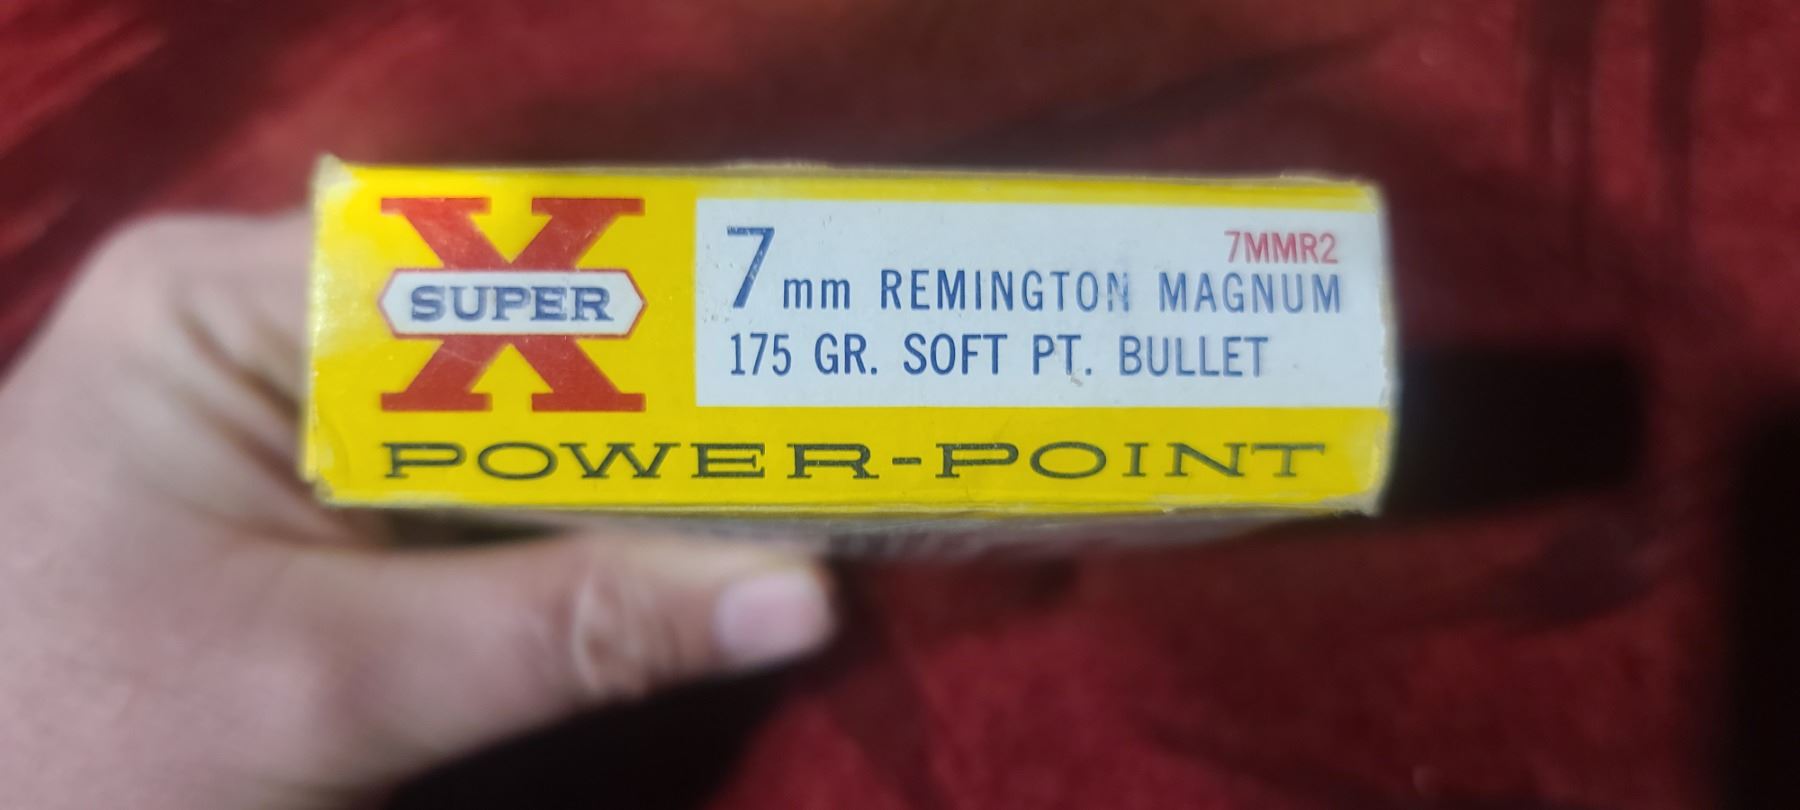 SUPER X
7mm REMINGTON MAGNUM
7MMR2
175 GR. SOFT PT. BULLET
POWER-POINT